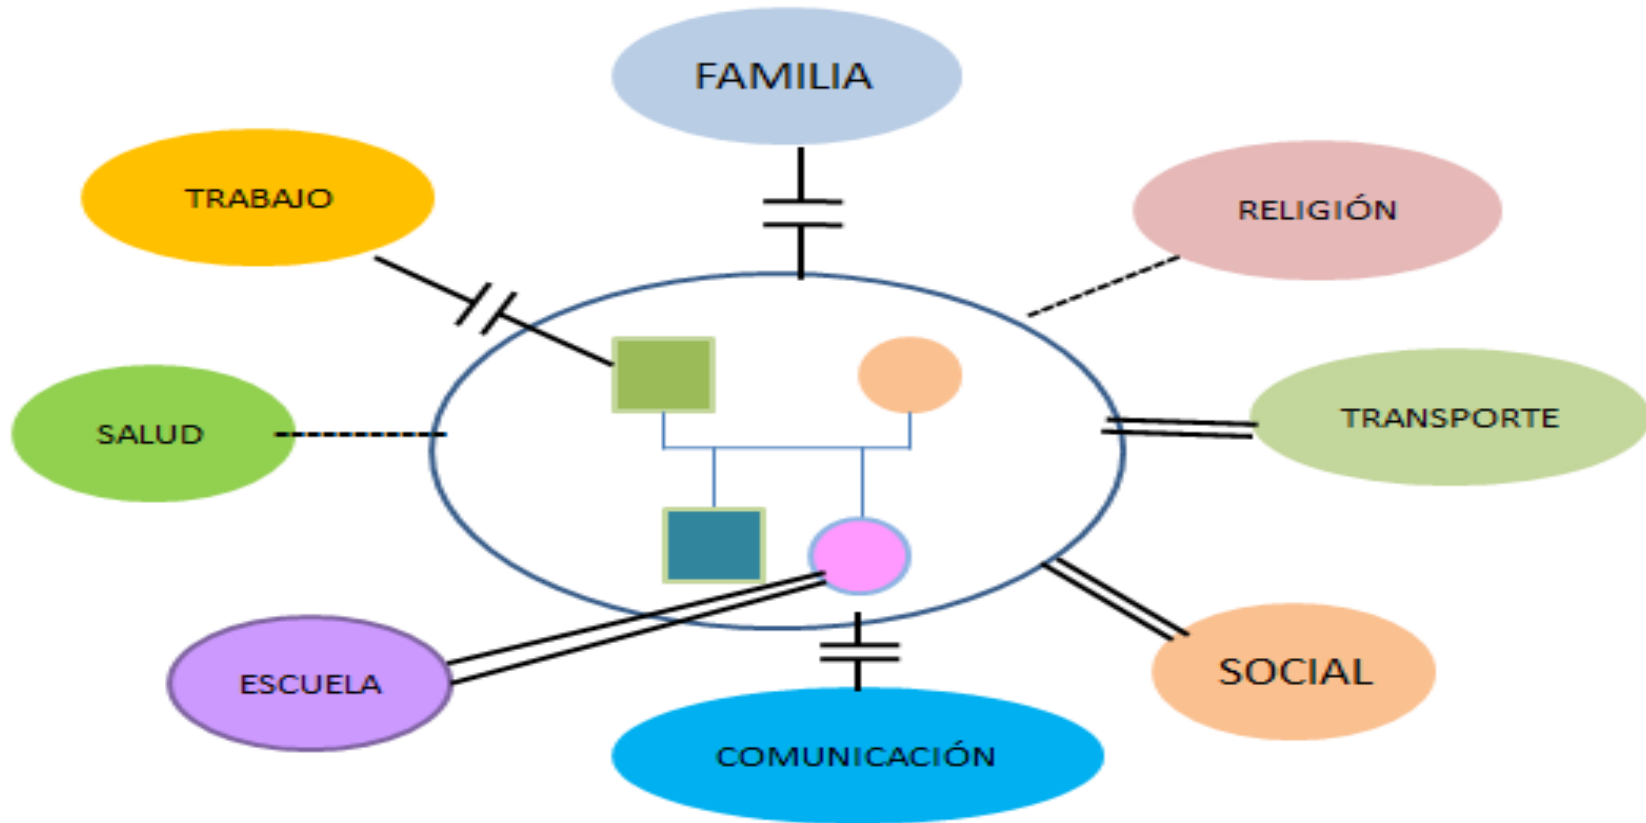 FAMILIA
TRABAJO
RELIGIÓN
SALUD
TRANSPORTE
ESCUELA
SOCIAL
COMUNICACIÓN